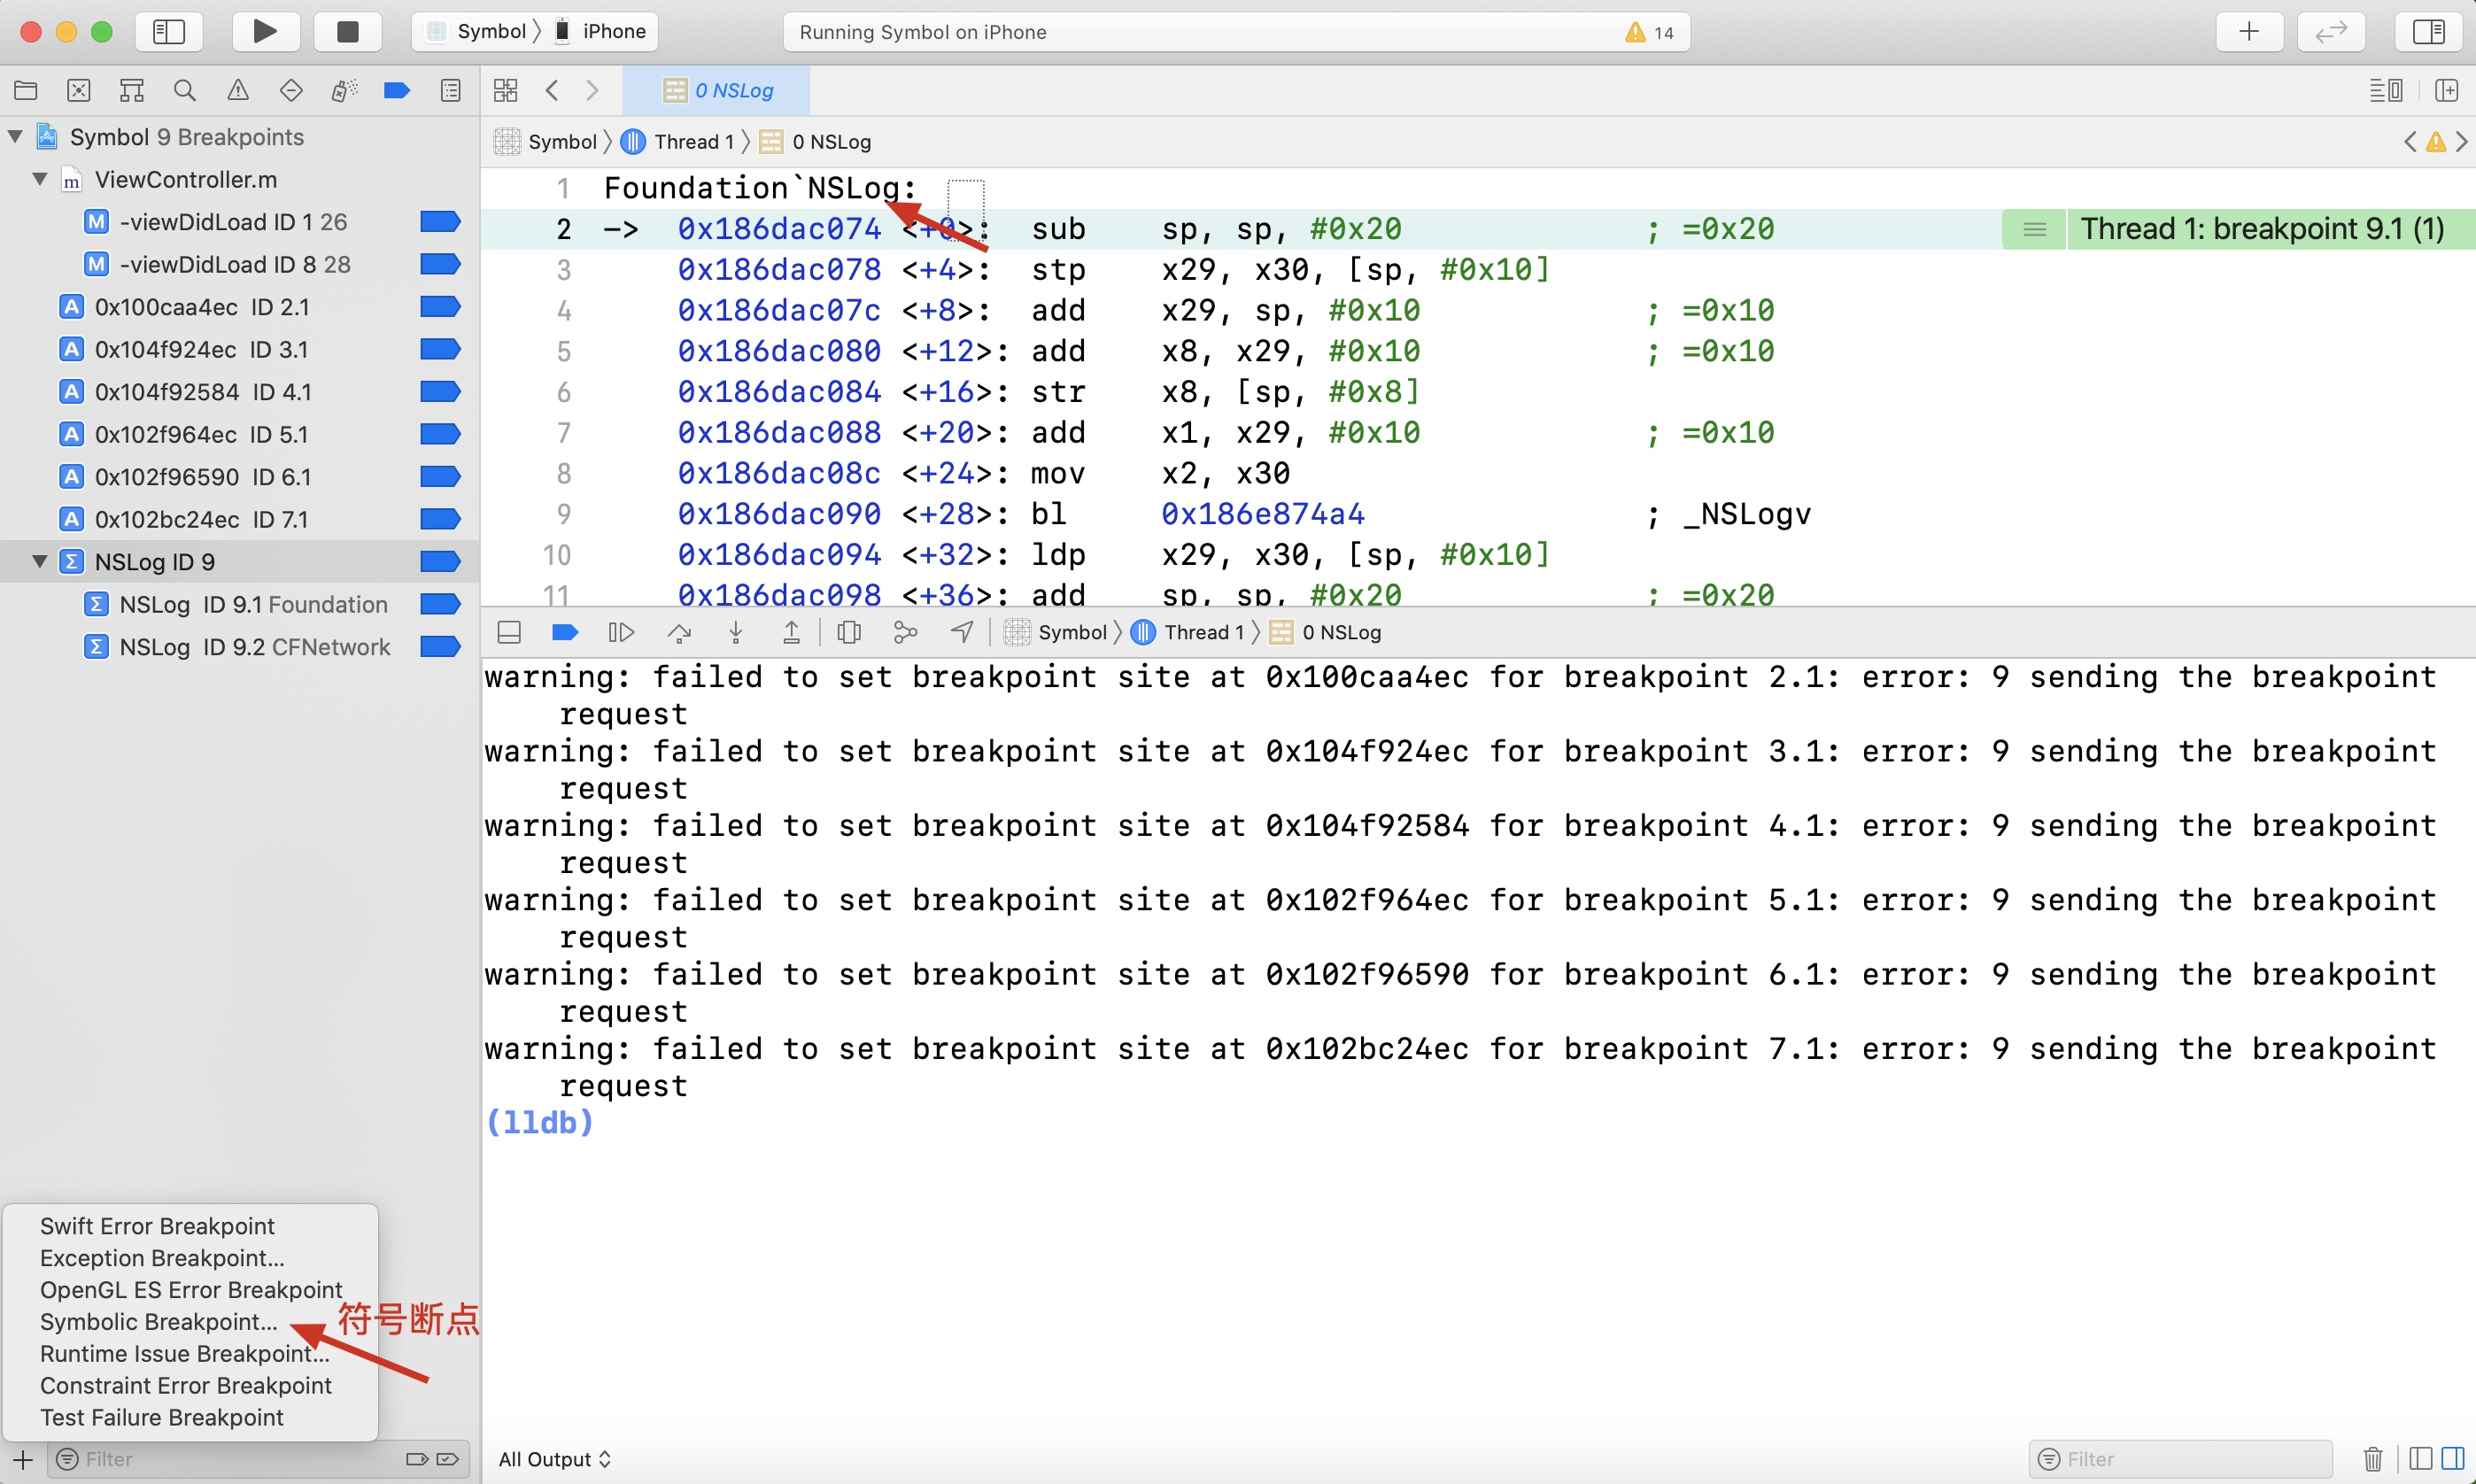 Symbol 〉 iPhone
Running Symbol on iPhone
14
0 NSLog
Symbol 9 Breakpoints
ViewController.m
M -viewDidLoad ID 1 26
M -viewDidLoad ID 8 28
A 0x100caa4ec ID 2.1
A 0x104f924ec ID 3.1
A 0x104f92584 ID 4.1
A 0x102f964ec ID 5.1
A 0x102f96590 ID 6.1
A 0x102bc24ec ID 7.1
Σ NSLog ID 9
Σ NSLog ID 9.1 Foundation
Σ NSLog ID 9.2 CFNetwork
Symbol 〉 Thread 1 〉 0 NSLog
1 Foundation`NSLog:
2 -> 0x186dac074 <+0>: sub sp, sp, #0x20 ; =0x20
Thread 1: breakpoint 9.1 (1)
3 0x186dac078 <+4>: stp x29, x30, [sp, #0x10]
4 0x186dac07c <+8>: add x29, sp, #0x10 ; =0x10
5 0x186dac080 <+12>: add x8, x29, #0x10 ; =0x10
6 0x186dac084 <+16>: str x8, [sp, #0x8]
7 0x186dac088 <+20>: add x1, x29, #0x10 ; =0x10
8 0x186dac08c <+24>: mov x2, x30
9 0x186dac090 <+28>: bl 0x186e874a4 ; _NSLogv
10 0x186dac094 <+32>: ldp x29, x30, [sp, #0x10]
11 0x186dac098 <+36>: add sp, sp, #0x20 ; =0x20
Symbol 〉 Thread 1 〉 0 NSLog
warning: failed to set breakpoint site at 0x100caa4ec for breakpoint 2.1: error: 9 sending the breakpoint
request
warning: failed to set breakpoint site at 0x104f924ec for breakpoint 3.1: error: 9 sending the breakpoint
request
warning: failed to set breakpoint site at 0x104f92584 for breakpoint 4.1: error: 9 sending the breakpoint
request
warning: failed to set breakpoint site at 0x102f964ec for breakpoint 5.1: error: 9 sending the breakpoint
request
warning: failed to set breakpoint site at 0x102f96590 for breakpoint 6.1: error: 9 sending the breakpoint
request
warning: failed to set breakpoint site at 0x102bc24ec for breakpoint 7.1: error: 9 sending the breakpoint
request
(lldb)
Swift Error Breakpoint
Exception Breakpoint...
OpenGL ES Error Breakpoint
Symbolic Breakpoint...
符号断点
Runtime Issue Breakpoint...
Constraint Error Breakpoint
Test Failure Breakpoint
Filter
All Output
Filter